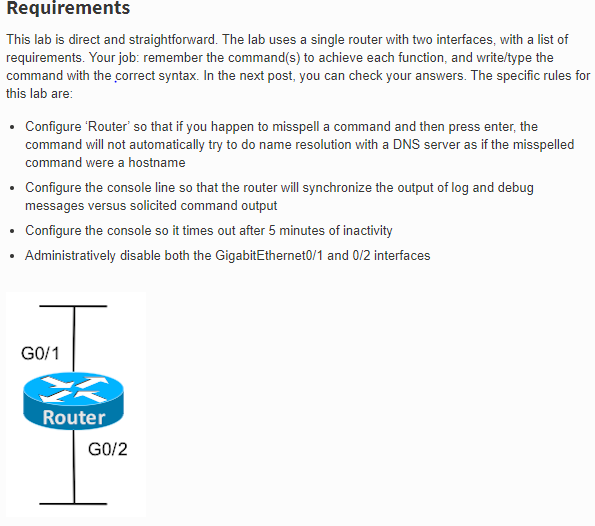 Requirements
This lab is direct and straightforward. The lab uses a single router with two interfaces, with a list of
requirements. Your job: remember the command(s) to achieve each function, and write/type the
command with the correct syntax. In the next post, you can check your answers. The specific rules for
this lab are:
• Configure ‘Router’ so that if you happen to misspell a command and then press enter, the
command will not automatically try to do name resolution with a DNS server as if the misspelled
command were a hostname
• Configure the console line so that the router will synchronize the output of log and debug
messages versus solicited command output
• Configure the console so it times out after 5 minutes of inactivity
• Administratively disable both the GigabitEthernet0/1 and 0/2 interfaces
G0/1
Router
G0/2